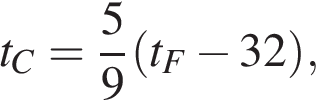 t_C = \frac{5}{9}(t_F − 32),